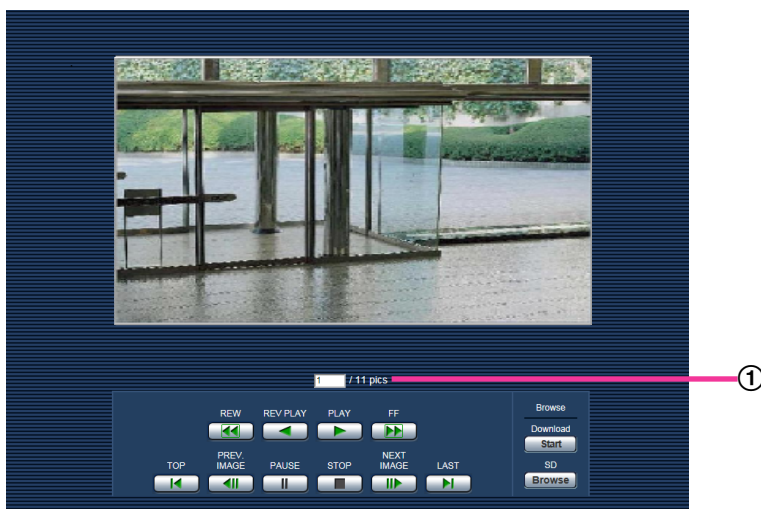 1 / 11 pics
①
REW REV PLAY PLAY FF
TOP PREV. IMAGE PAUSE STOP NEXT IMAGE LAST
Browse
Download
Start
SD
Browse